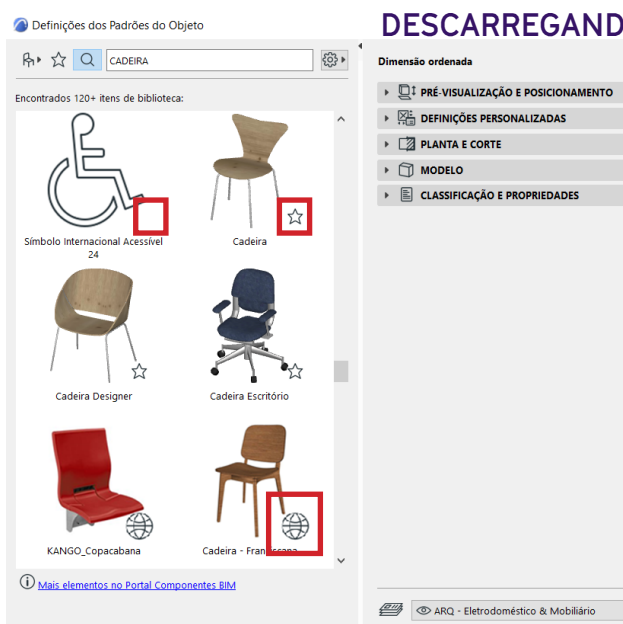 Definições dos Padrões do Objeto
DESCARREGAND
CADEIRA
Encontrados 120+ itens de biblioteca:
Símbolo Internacional Acessível
24
Cadeira
Cadeira Designer
Cadeira Escritório
KANGO_Copacabana
Cadeira - Franciscana
Mais elementos no Portal Componentes BIM
Dimensão ordenada
PRÉ-VISUALIZAÇÃO E POSICIONAMENTO
DEFINIÇÕES PERSONALIZADAS
PLANTA E CORTE
MODELO
CLASSIFICAÇÃO E PROPRIEDADES
ARQ - Eletrodoméstico & Mobiliário